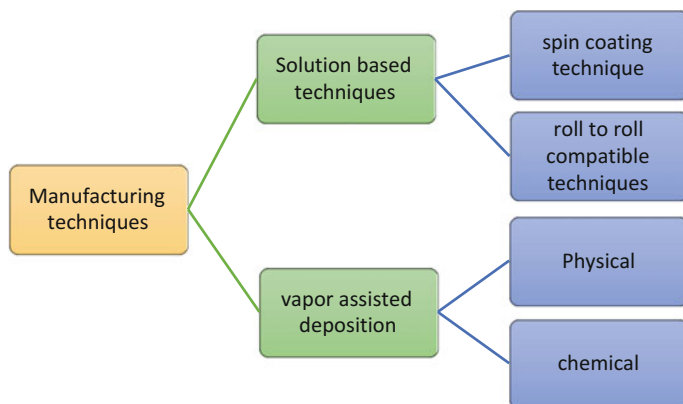 Manufacturing
techniques
Solution based
techniques
spin coating
technique
roll to roll
compatible
techniques
vapor assisted
deposition
Physical
chemical